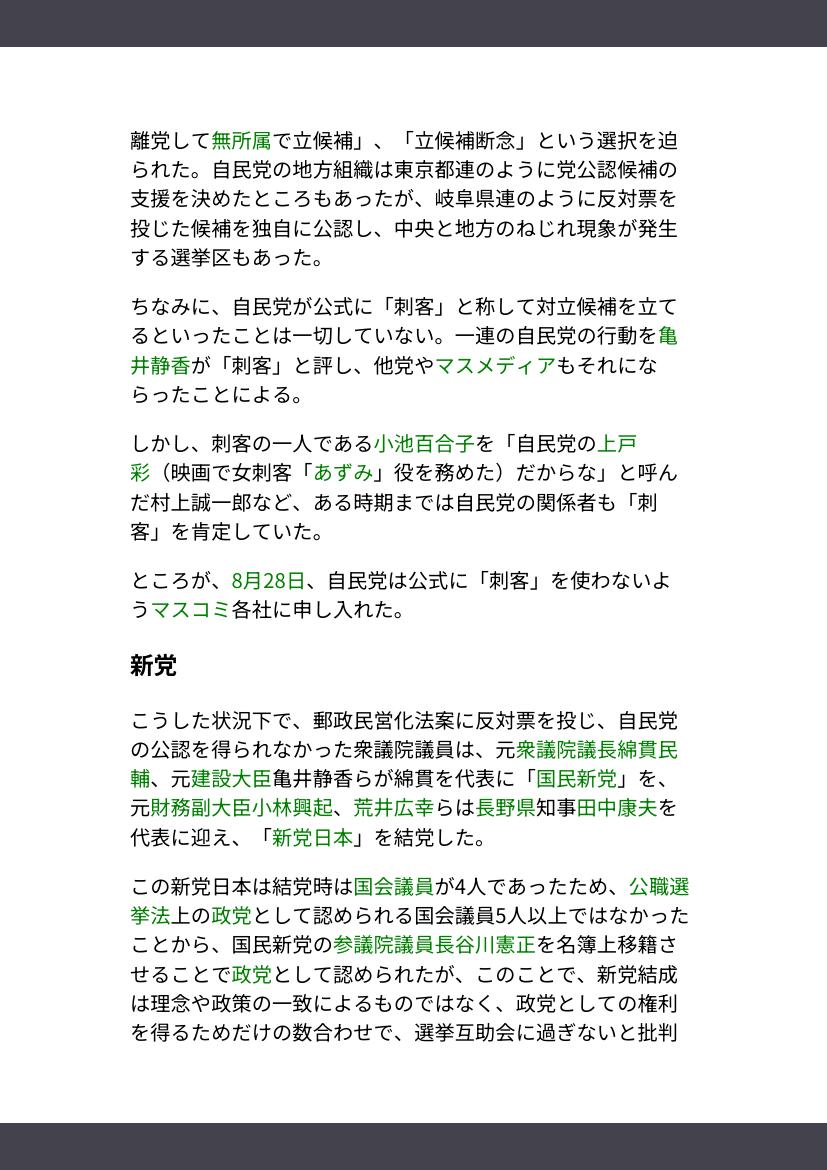 離党して無所属で立候補」、「立候補断念」という選択を迫
られた。自民党の地方組織は東京都連のように党公認候補の
支援を決めたところもあったが、岐阜県連のように反対票を
投じた候補を独自に公認し、中央と地方のねじれ現象が発生
する選挙区もあった。
ちなみに、自民党が公式に「刺客」と称して対立候補を立て
るといったことは一切していない。一連の自民党の行動を亀
井静香が「刺客」と評し、他党やマスメディアもそれにな
らったことによる。
しかし、刺客の一人である小池百合子を「自民党の上戸
彩（映画で女刺客「あずみ」役を務めた）だからな」と呼ん
だ村上誠一郎など、ある時期までは自民党の関係者も「刺
客」を肯定していた。
ところが、8月28日、自民党は公式に「刺客」を使わないよ
うマスコミ各社に申し入れた。
新党
こうした状況下で、郵政民営化法案に反対票を投じ、自民党
の公認を得られなかった衆議院議員は、元衆議院議長綿貫民
輔、元建設大臣亀井静香らが綿貫を代表に「国民新党」を、
元財務副大臣小林興起、荒井広幸らは長野県知事田中康夫を
代表に迎え、「新党日本」を結党した。
この新党日本は結党時は国会議員が4人であったため、公職選
挙法上の政党として認められる国会議員5人以上ではなかった
ことから、国民新党の参議院議員長谷川憲正を名簿上移籍さ
せることで政党として認められたが、このことで、新党結成
は理念や政策の一致によるものではなく、政党としての権利
を得るためだけの数合わせで、選挙互助会に過ぎないと批判